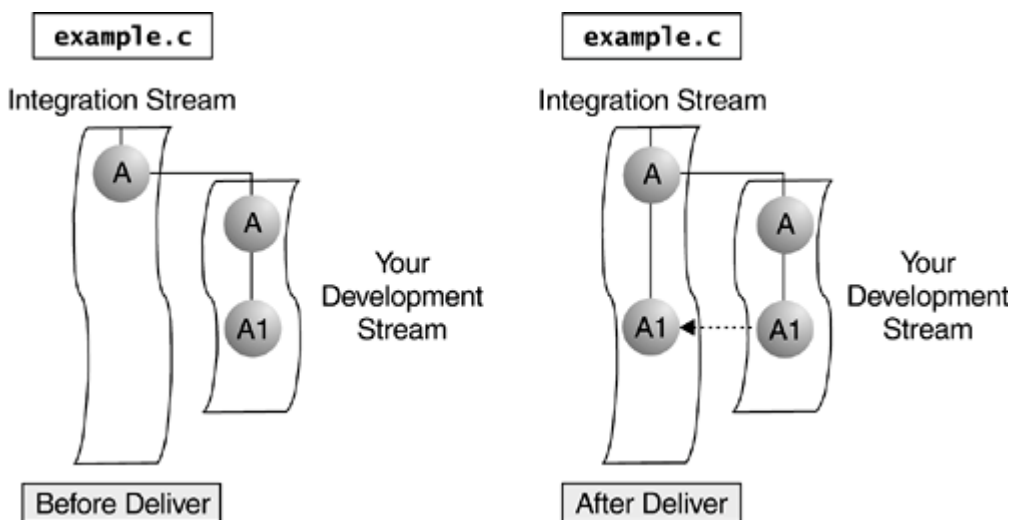 example.c
Integration Stream
A
A
A1
Your
Development
Stream
Before Deliver
example.c
Integration Stream
A
A
A1
A1
Your
Development
Stream
After Deliver